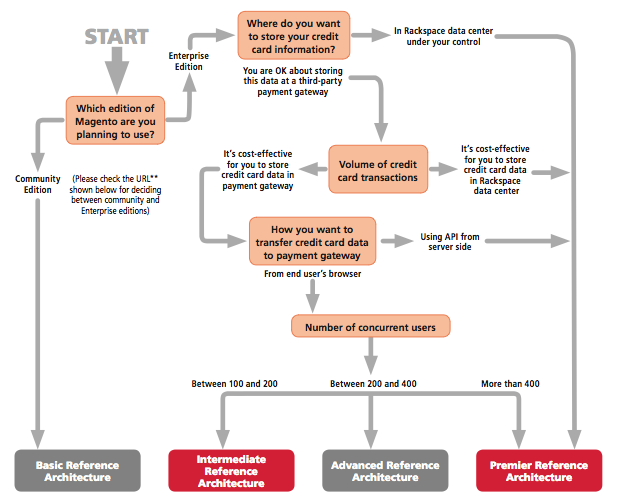 START
Where do you want
to store your credit
card information?
In Rackspace data center
under your control
Enterprise
Edition
You are OK about storing
this data at a third-party
payment gateway
Which edition of
Magento are you
planning to use?
Community
Edition
(Please check the URL**
shown below for deciding
between community and
Enterprise editions)
It's cost-effective
for you to store
credit card data in
payment gateway
Volume of credit
card transactions
It's cost-effective
for you to store
credit card data
in Rackspace
data center
How you want to
transfer credit card data
to payment gateway
Using API from
server side
From end user's browser
Number of concurrent users
Between 100 and 200
Between 200 and 400
More than 400
Basic Reference
Architecture
Intermediate
Reference
Architecture
Advanced Reference
Architecture
Premier Reference
Architecture